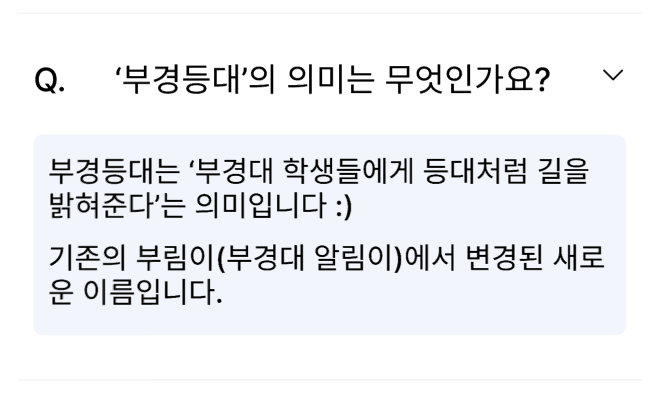 Q. ‘부경등대’의 의미는 무엇인가요?
부경등대는 ‘부경대 학생들에게 등대처럼 길을
밝혀준다’는 의미입니다 :)
기존의 부림이(부경대 알림이)에서 변경된 새로
운 이름입니다.